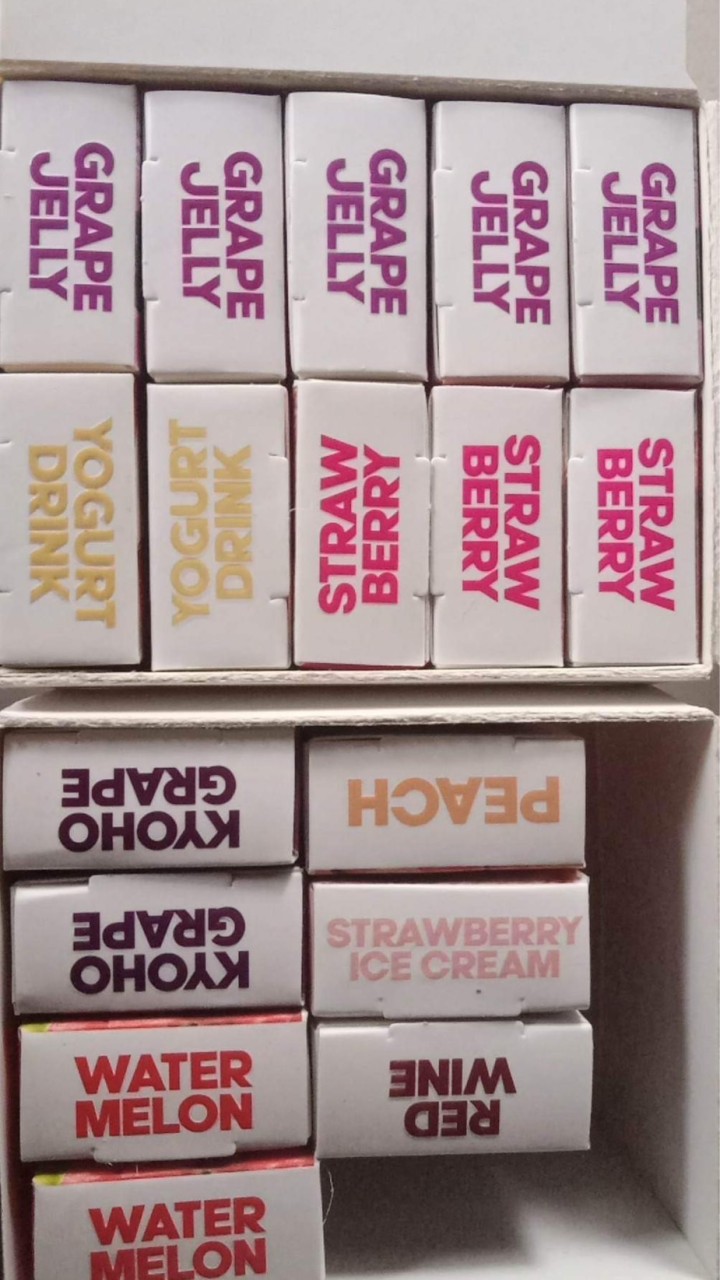 GRAPE
JELLY
GRAPE
JELLY
GRAPE
JELLY
GRAPE
JELLY
GRAPE
JELLY
YOGURT
DRINK
YOGURT
DRINK
STRAW
BERRY
STRAW
BERRY
STRAW
BERRY
KYOHO
GRAPE
PEACH
KYOHO
GRAPE
STRAWBERRY
ICE CREAM
WATER
MELON
RED
WINE
WATER
MELON